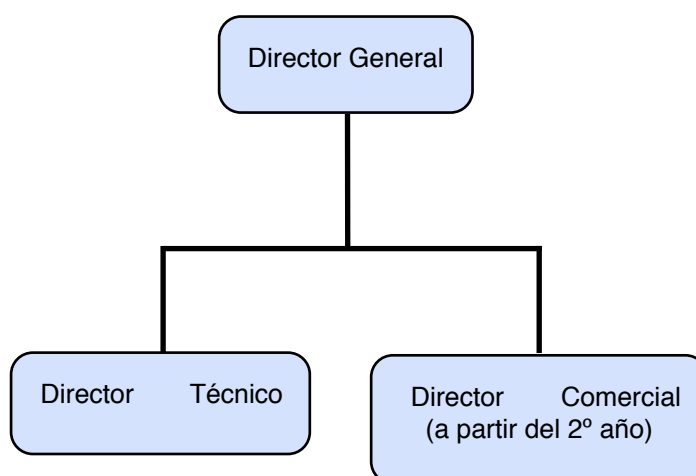 Director General
Director Técnico
Director Comercial
(a partir del 2º año)